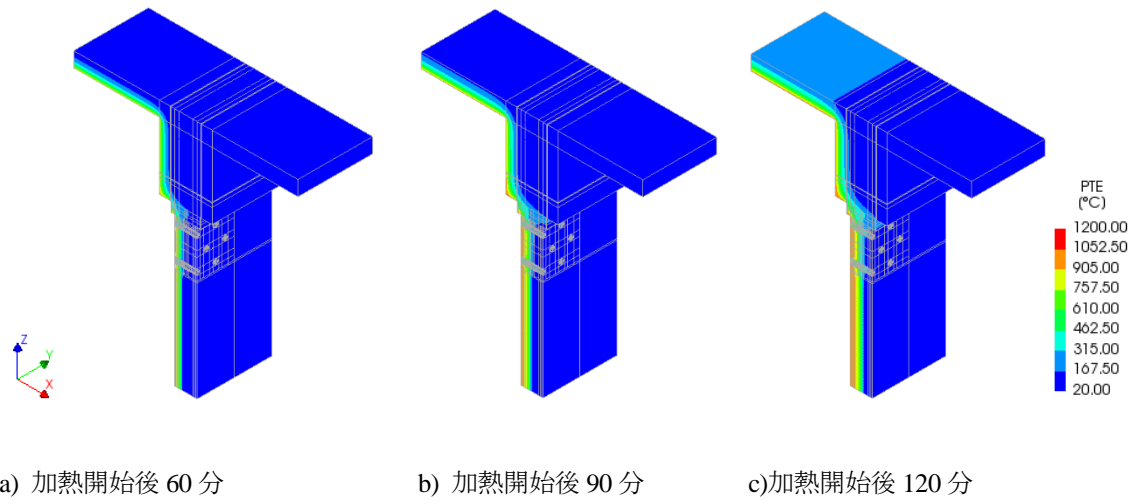 PTE
(°C)
1200.00
1052.50
905.00
757.50
610.00
462.50
315.00
167.50
20.00
Z
Y
X
a) 加熱開始後 60 分
b) 加熱開始後 90 分
c)加熱開始後 120 分